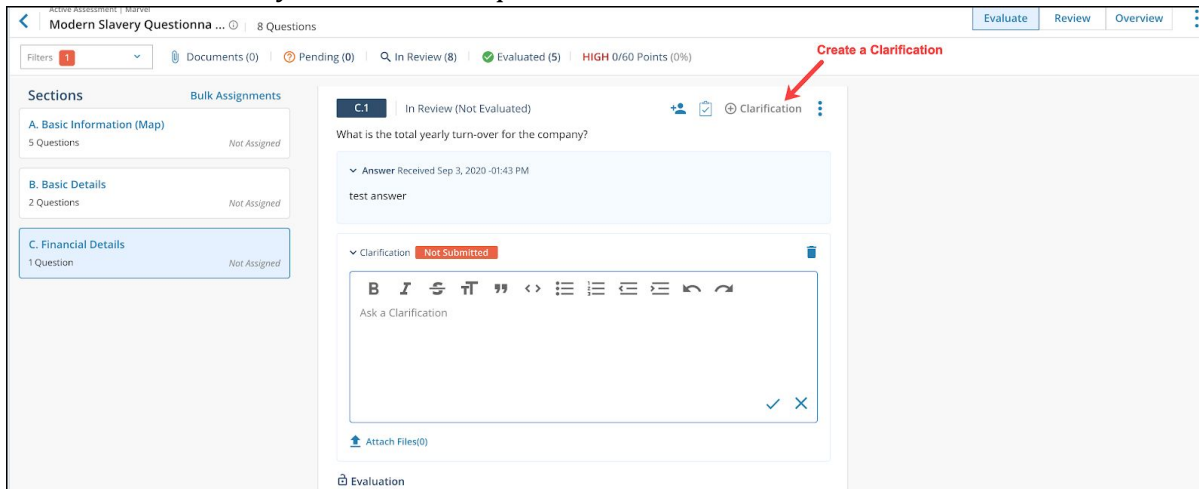 Active Assessment | Marvel
Modern Slavery Questionna ... 8 Questions
Evaluate Review Overview
Filters 1 Documents (0) Pending (0) In Review (8) Evaluated (5) HIGH 0/60 Points (0%)
Create a Clarification
Sections Bulk Assignments
A. Basic Information (Map)
5 Questions Not Assigned
B. Basic Details
2 Questions Not Assigned
C. Financial Details
1 Question Not Assigned
C.1 In Review (Not Evaluated) Clarification
What is the total yearly turn-over for the company?
Answer Received Sep 3, 2020 -01:43 PM
test answer
Clarification Not Submitted
Ask a Clarification
Attach Files(0)
Evaluation